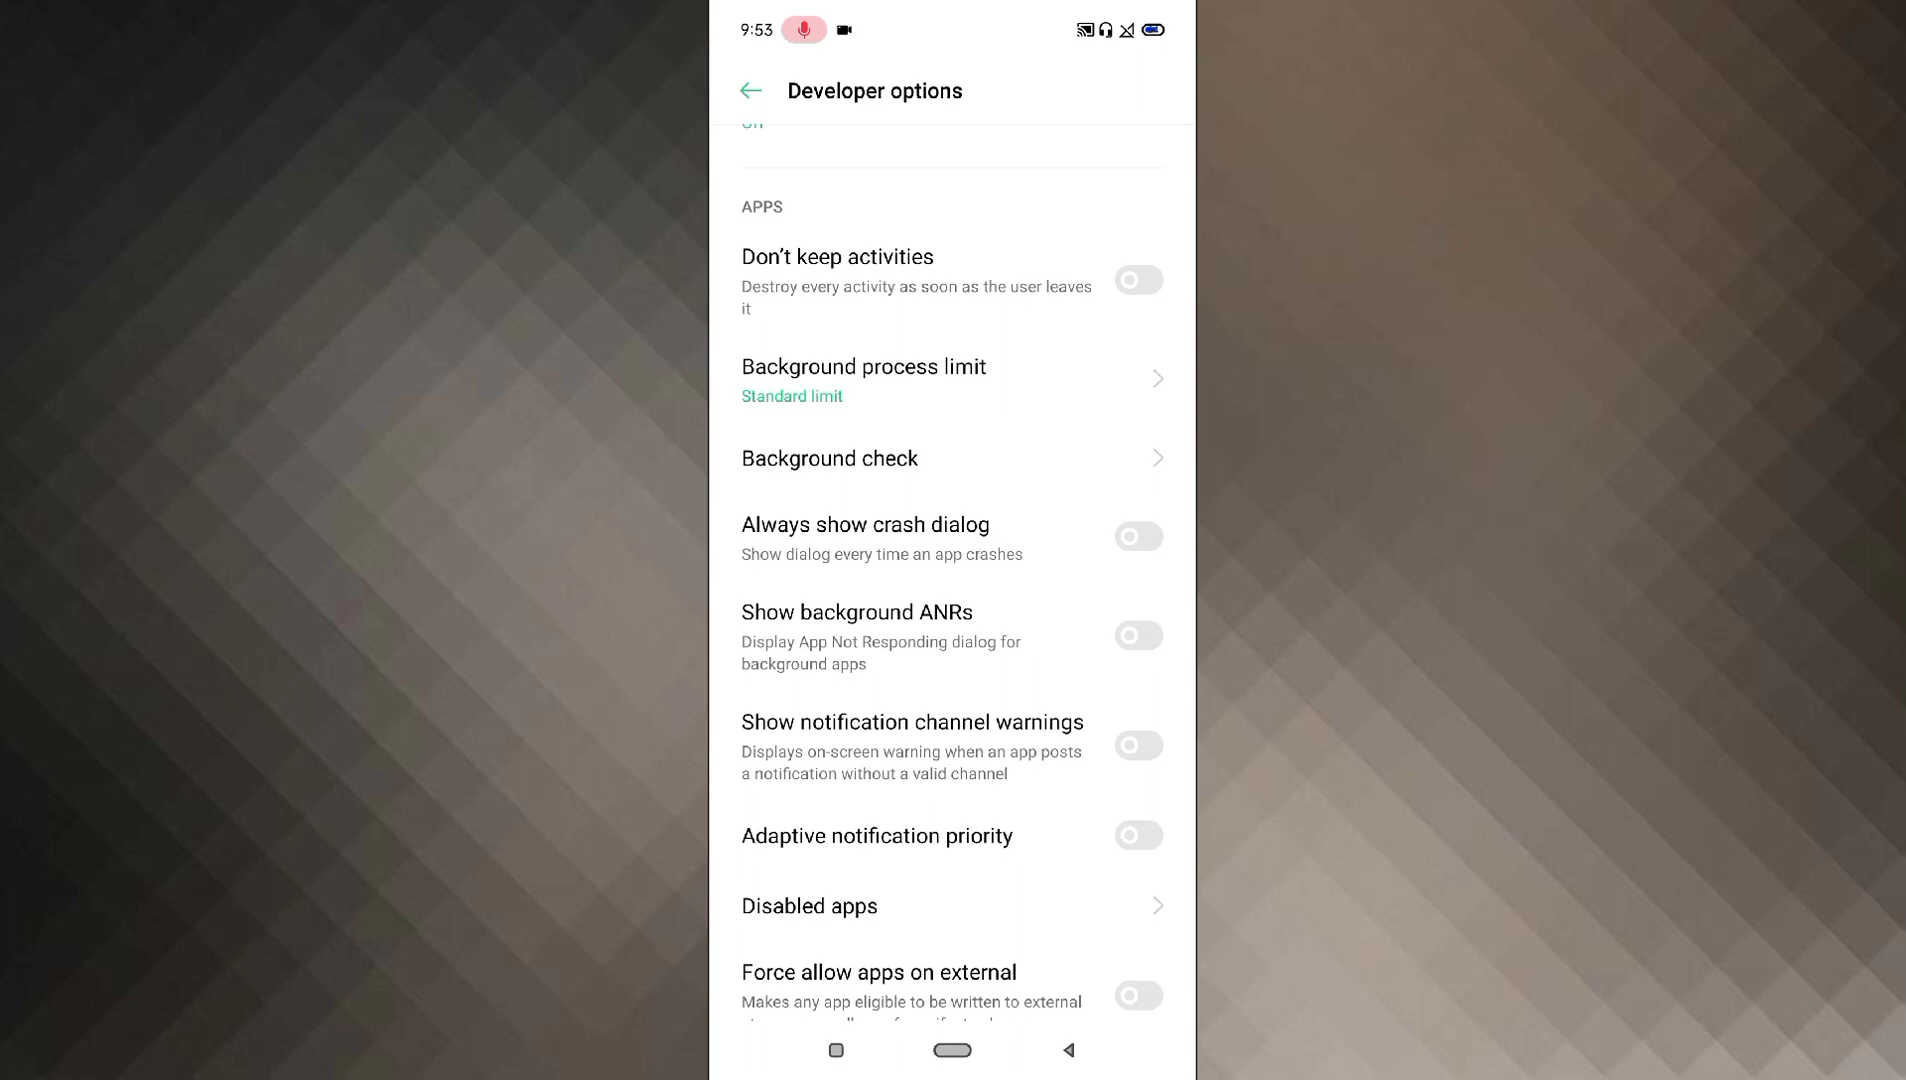 9:53
Developer options
On
APPS
Don’t keep activities
Destroy every activity as soon as the user leaves
it
Background process limit
Standard limit
Background check
Always show crash dialog
Show dialog every time an app crashes
Show background ANRs
Display App Not Responding dialog for
background apps
Show notification channel warnings
Displays on-screen warning when an app posts
a notification without a valid channel
Adaptive notification priority
Disabled apps
Force allow apps on external
Makes any app eligible to be written to external